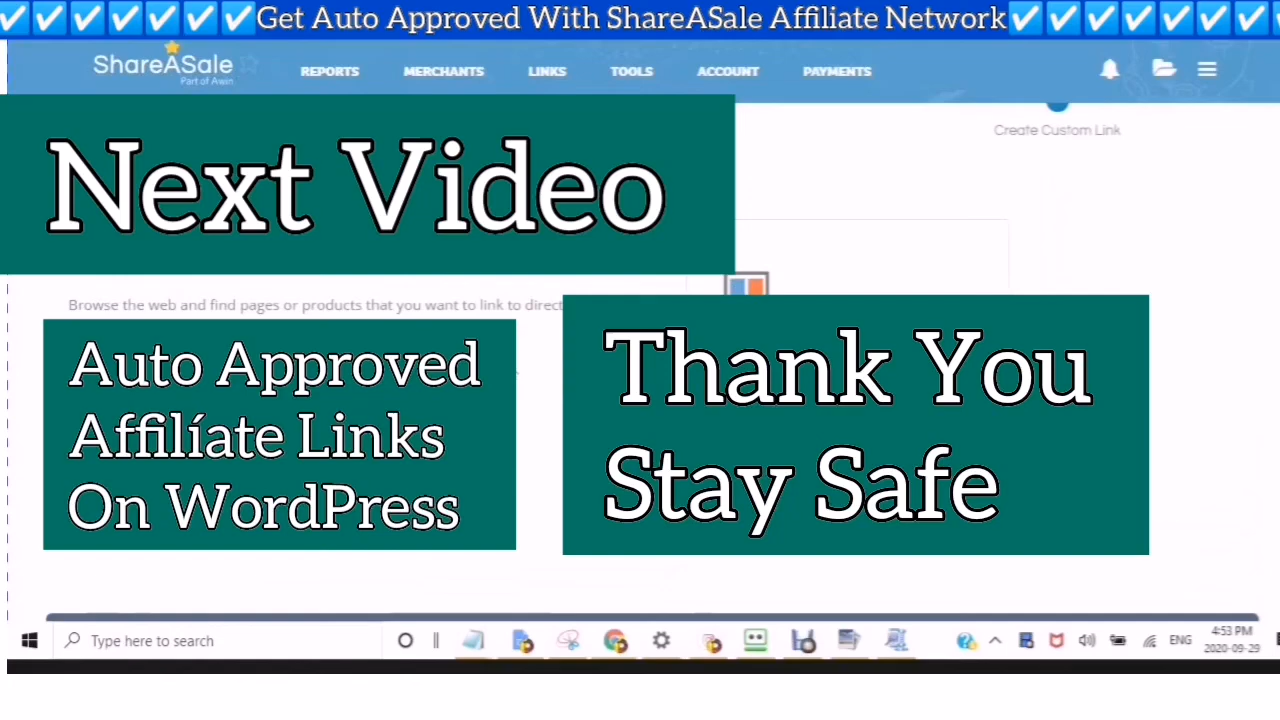 Get Auto Approved With ShareASale Affiliate Network
ShareASale
Part of Awin
REPORTS MERCHANTS LINKS TOOLS ACCOUNT PAYMENTS
Create Custom Link
Next Video
Browse the web and find pages or products that you want to link to direct
Auto Approved
Affilíate Links
On WordPress
Thank You
Stay Safe
Type here to search
ENG
4:53 PM
2020-09-29